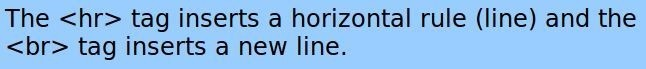 The <hr> tag inserts a horizontal rule (line) and the
<br> tag inserts a new line.